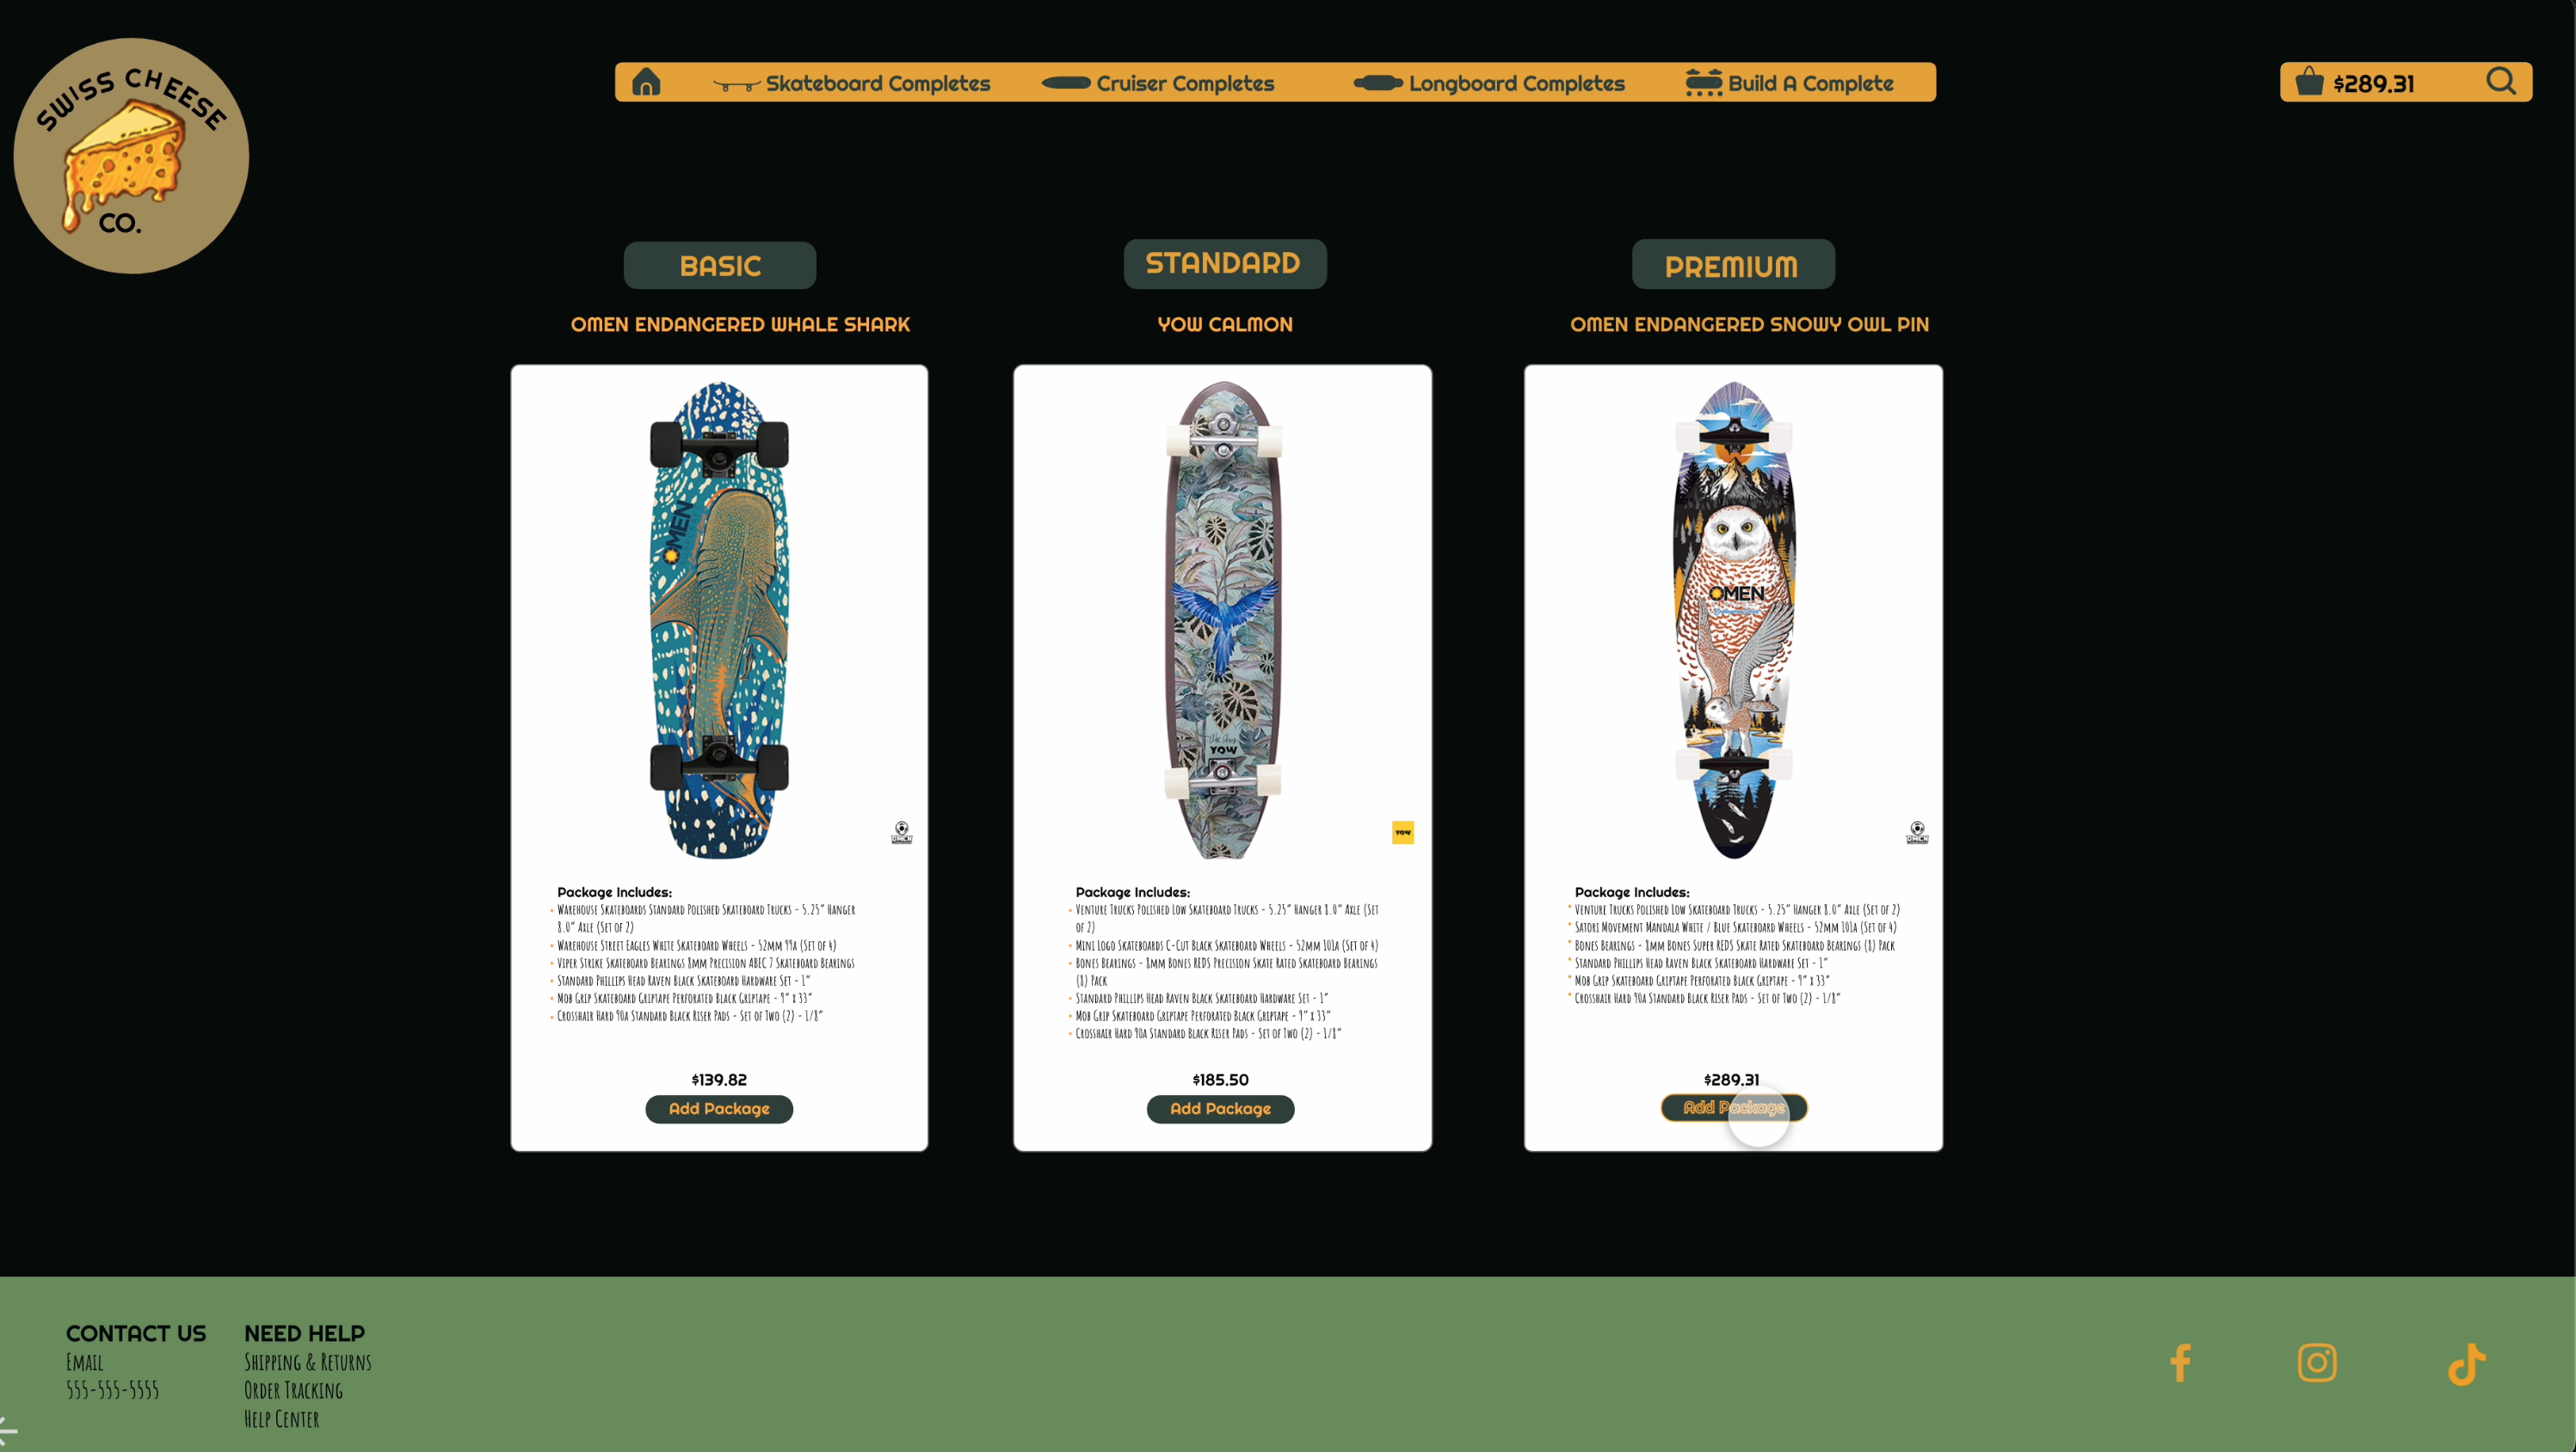 SWISS CHEESE
CO.
Skateboard Completes
Cruiser Completes
Longboard Completes
Build A Complete
$289.31
BASIC
OMEN ENDANGERED WHALE SHARK
OMEN
OMEN
Package Includes:
Warehouse Skateboards Standard Polished Skateboard Trucks - 5.25" Hanger
8.0" Axle (Set of 2)
Warehouse Street Eagles White Skateboard Wheels - 52mm 99a (Set of 4)
Viper Strike Skateboard Bearings 8mm Precision ABEC 7 Skateboard Bearings
Standard Phillips Head Raven Black Skateboard Hardware Set - 1"
Mob Grip Skateboard Griptape Perforated Black Griptape - 9" x 33"
Crosshair Hard 90a Standard Black Riser Pads - Set of Two (2) - 1/8"
$139.82
Add Package
STANDARD
YOW CALMON
YOW
YOW
Package Includes:
Venture Trucks Polished Low Skateboard Trucks - 5.25" Hanger 8.0" Axle (Set
of 2)
Mini Logo Skateboards C-Cut Black Skateboard Wheels - 52mm 101a (Set of 4)
Bones Bearings - 8mm Bones REDS Precision Skate Rated Skateboard Bearings
(8) Pack
Standard Phillips Head Raven Black Skateboard Hardware Set - 1"
Mob Grip Skateboard Griptape Perforated Black Griptape - 9" x 33"
Crosshair Hard 90a Standard Black Riser Pads - Set of Two (2) - 1/8"
$185.50
Add Package
PREMIUM
OMEN ENDANGERED SNOWY OWL PIN
OMEN
OMEN
Package Includes:
Venture Trucks Polished Low Skateboard Trucks - 5.25" Hanger 8.0" Axle (Set of 2)
Satori Movement Mandala White / Blue Skateboard Wheels - 52mm 101a (Set of 4)
Bones Bearings - 8mm Bones Super REDS Skate Rated Skateboard Bearings (8) Pack
Standard Phillips Head Raven Black Skateboard Hardware Set - 1"
Mob Grip Skateboard Griptape Perforated Black Griptape - 9" x 33"
Crosshair Hard 90a Standard Black Riser Pads - Set of Two (2) - 1/8"
$289.31
Add Package
CONTACT US
Email
555-555-5555
NEED HELP
Shipping & Returns
Order Tracking
Help Center